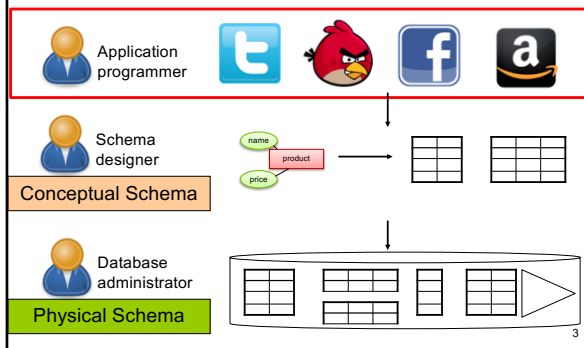 Application
programmer
Schema
designer
name
product
price
Conceptual Schema
Database
administrator
Physical Schema
3